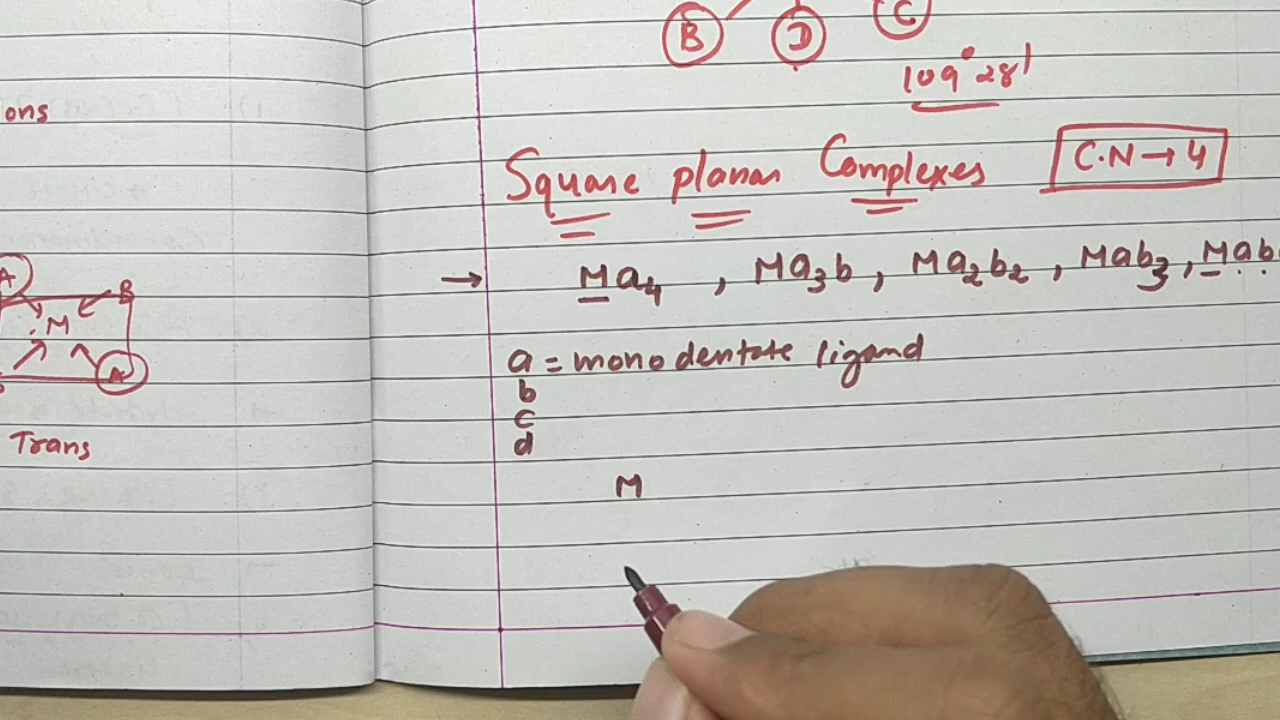 ons
A B
M
A
Trans
B D C
109°28'
Square planar Complexes C.N→4
→ Ma₄, Ma₃b, Ma₂b₂, Mab₃, Mab
a = monodentate ligand
b
c
d
M